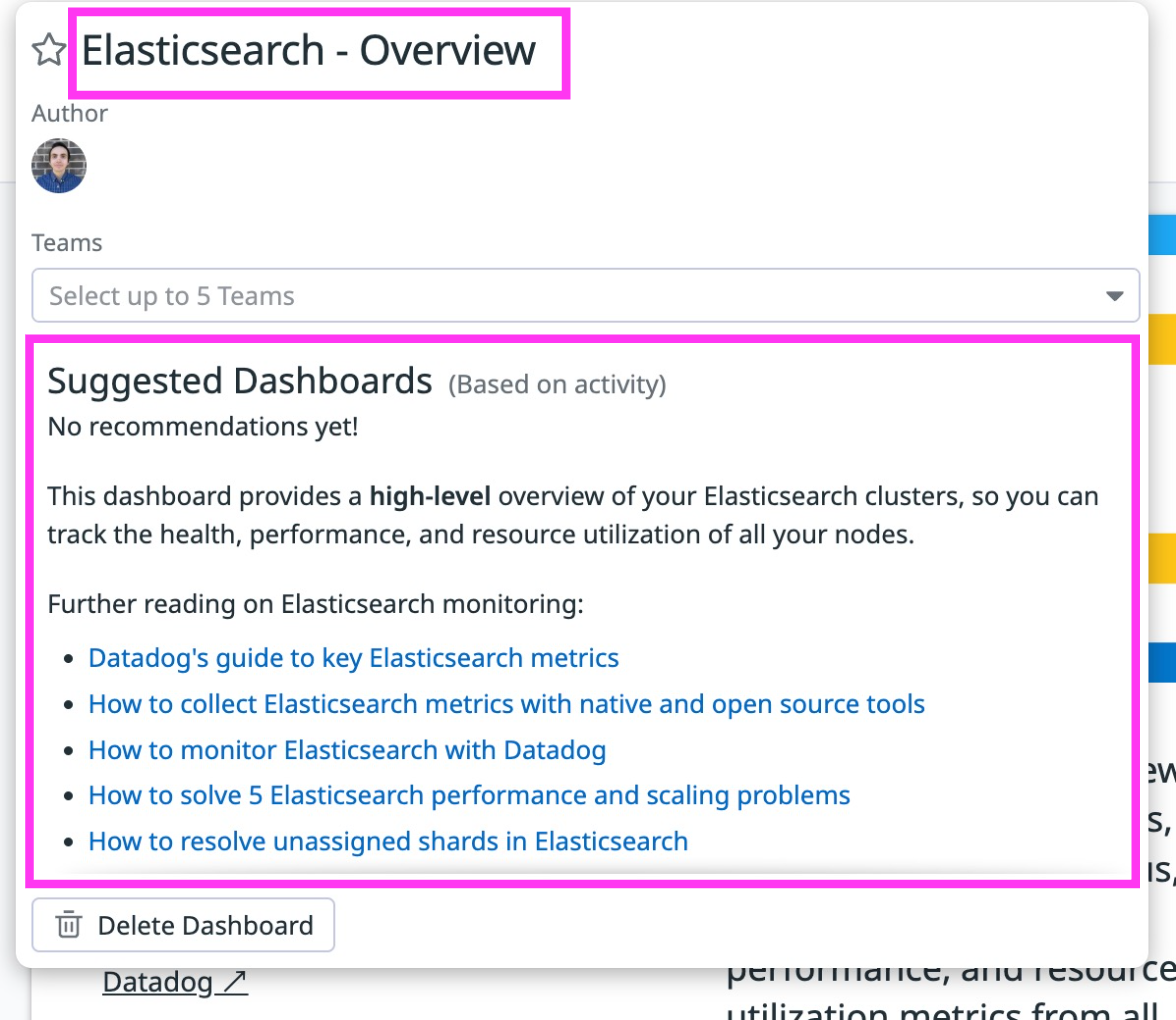 Elasticsearch - Overview
Author
Teams
Select up to 5 Teams
Suggested Dashboards (Based on activity)
No recommendations yet!
This dashboard provides a high-level overview of your Elasticsearch clusters, so you can
track the health, performance, and resource utilization of all your nodes.
Further reading on Elasticsearch monitoring:
• Datadog's guide to key Elasticsearch metrics
• How to collect Elasticsearch metrics with native and open source tools
• How to monitor Elasticsearch with Datadog
• How to solve 5 Elasticsearch performance and scaling problems
• How to resolve unassigned shards in Elasticsearch
Delete Dashboard
Datadog ↗
performance, and resource
utilization metrics from all